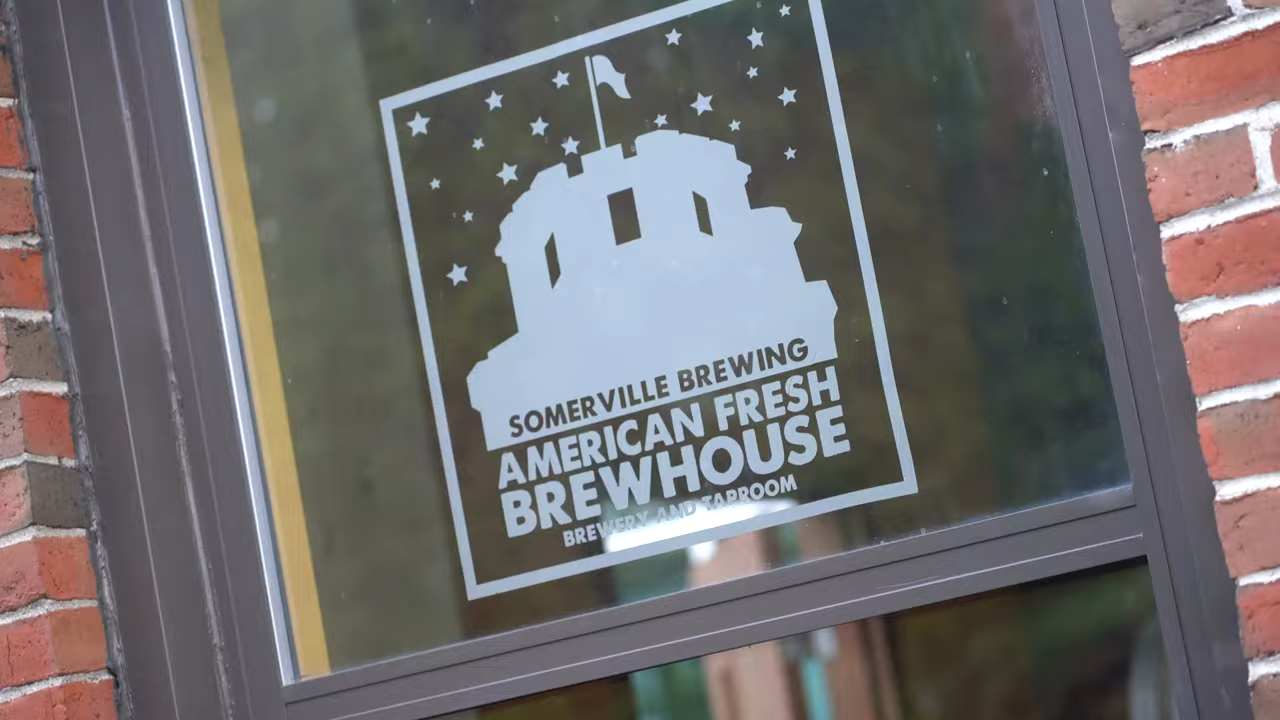 SOMERVILLE BREWING
AMERICAN FRESH
BREWHOUSE
BREWERY AND TAPROOM